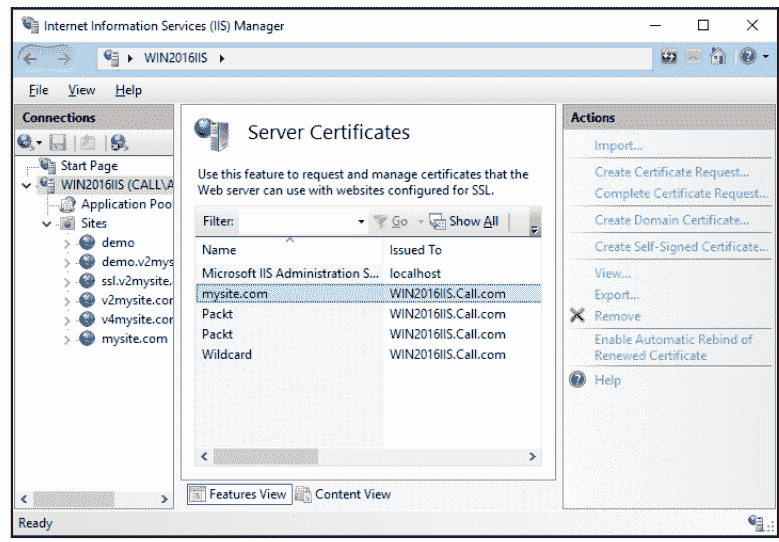 Internet Information Services (IIS) Manager
WIN2016IIS
File View Help
Connections
Start Page
WIN2016IIS (CALL\A
Application Poo
Sites
demo
demo.v2mys
ssl.v2mysite.
v2mysite.cor
v4mysite.cor
mysite.com
Server Certificates
Use this feature to request and manage certificates that the
Web server can use with websites configured for SSL.
Filter: Go Show All
Name Issued To
Microsoft IIS Administration S... localhost
mysite.com WIN2016IIS.Call.com
Packt WIN2016IIS.Call.com
Packt WIN2016IIS.Call.com
Wildcard WIN2016IIS.Call.com
Features View Content View
Actions
Import...
Create Certificate Request...
Complete Certificate Request...
Create Domain Certificate...
Create Self-Signed Certificate...
View...
Export...
Remove
Enable Automatic Rebind of
Renewed Certificate
Help
Ready